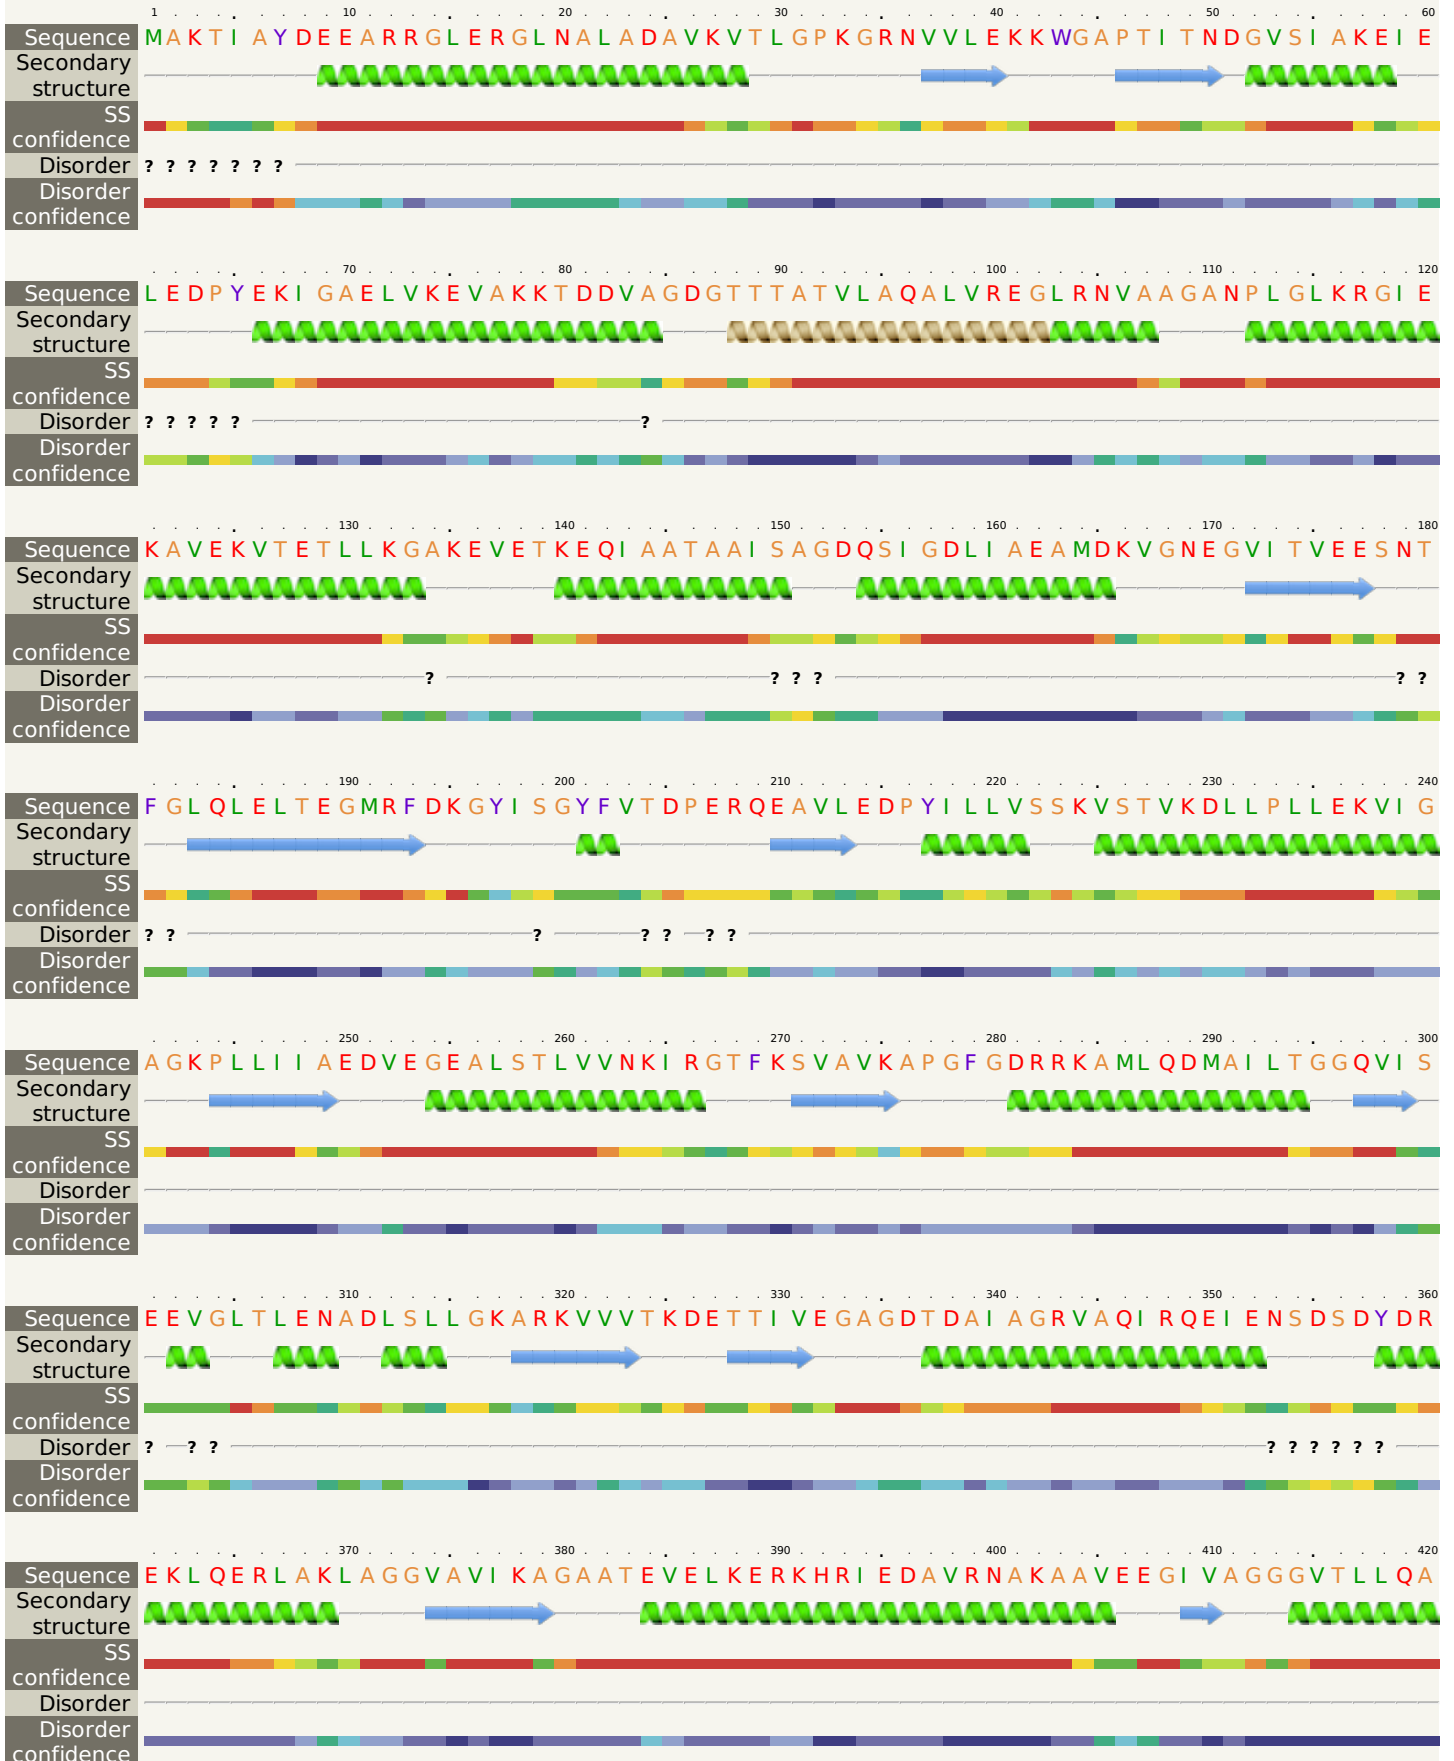 1 10 20 30 40 50 60
Sequence MAKTIAYDEEARRGLERGLNALADAVKVTLGPKGRNVVLEKKWGAPTITNDGVSIAKEIE
Secondary
structure
SS
confidence
Disorder ? ? ? ? ? ? ?
Disorder
confidence
70 80 90 100 110 120
Sequence LEDPYEKIGAELVKEVAKKTDDVAGDGTTTATVLAQALVREGLRNVAAGANPLGLKRGIE
Secondary
structure
SS
confidence
Disorder ? ? ? ? ? ?
Disorder
confidence
130 140 150 160 170 180
Sequence KAVEKVTETLLKGAKEVETKEQIAATAAISAGDQSIGDLIAEAMDKVGNEGVITVEESNT
Secondary
structure
SS
confidence
Disorder ? ? ? ? ? ?
Disorder
confidence
190 200 210 220 230 240
Sequence FGLQLELTEGMRFDKGYISGYFVTDPERQEAVLEDPYILLVSSKVSTVKDLLPLLEKVIG
Secondary
structure
SS
confidence
Disorder ? ? ? ? ? ? ?
Disorder
confidence
250 260 270 280 290 300
Sequence AGKPLLIIAEDVEGEALSTLVVNKIRGTFKSVAVKAPGFGDRRKAMLQDMAILTGGQVIS
Secondary
structure
SS
confidence
Disorder
Disorder
confidence
310 320 330 340 350 360
Sequence EEVGLTLENADLSLLGKARKVVVTKDETTIVEGAGDTDAIAGRVAQIRQEIENSDSDYDR
Secondary
structure
SS
confidence
Disorder ? ? ? ? ? ? ? ? ?
Disorder
confidence
370 380 390 400 410 420
Sequence EKLQERLAKLAGGVAVIKAGAATEVELKERKHRIEDAVRNAKAAVEEGIVAGGGVTLLQA
Secondary
structure
SS
confidence
Disorder
Disorder
confidence